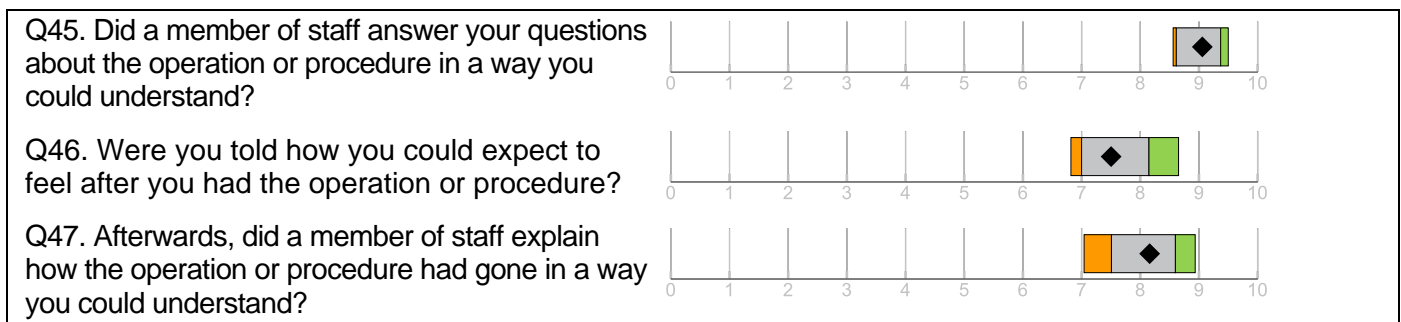 Q45. Did a member of staff answer your questions
about the operation or procedure in a way you
could understand?
0 1 2 3 4 5 6 7 8 9 10
Q46. Were you told how you could expect to
feel after you had the operation or procedure?
0 1 2 3 4 5 6 7 8 9 10
Q47. Afterwards, did a member of staff explain
how the operation or procedure had gone in a way
you could understand?
0 1 2 3 4 5 6 7 8 9 10